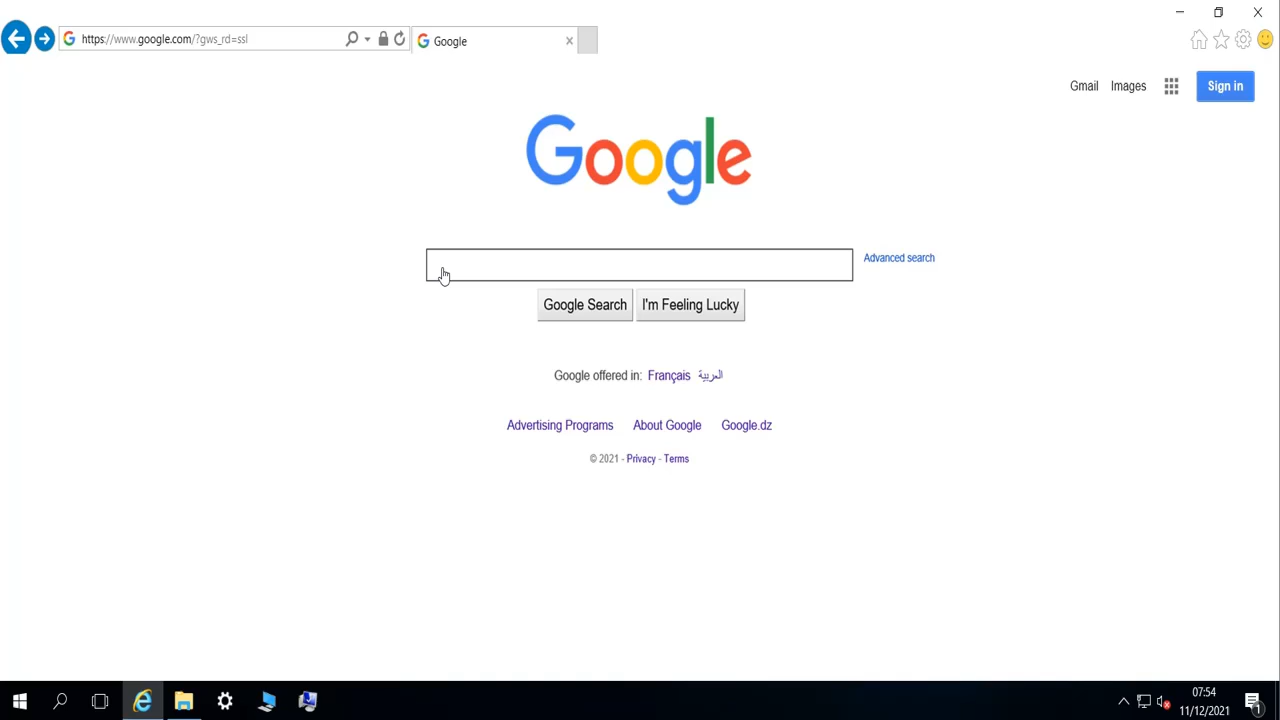 https://www.google.com/?gws_rd=ssl
Google
Gmail Images Sign in
Google
Advanced search
Google Search I'm Feeling Lucky
Google offered in: Français العربية
Advertising Programs About Google Google.dz
© 2021 - Privacy - Terms
07:54
11/12/2021
1